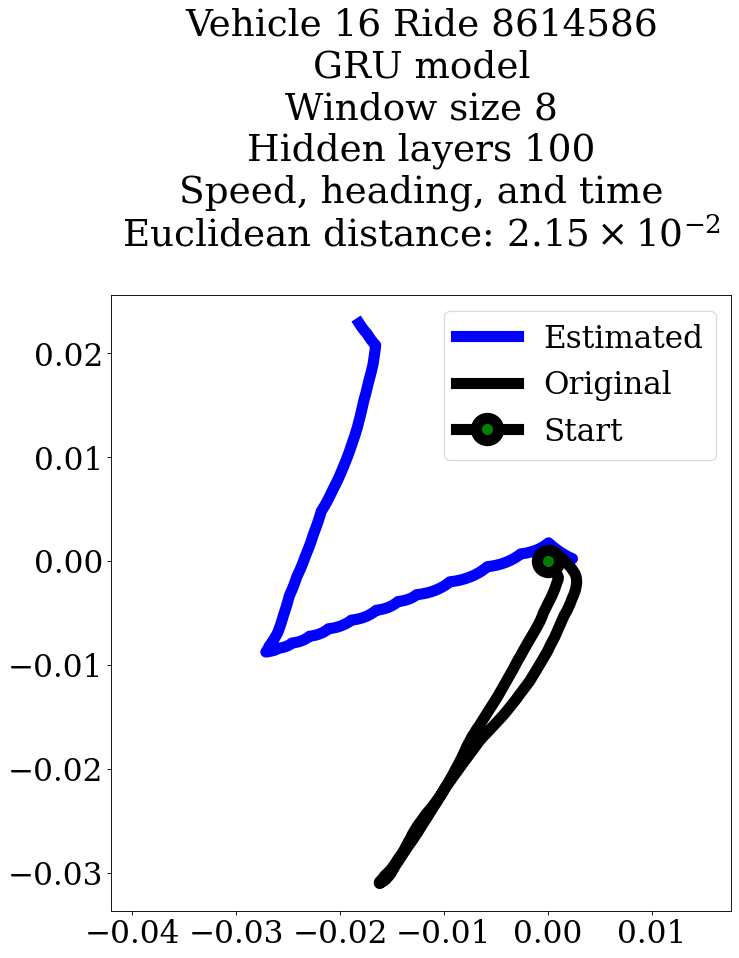 Vehicle 16 Ride 8614586
GRU model
Window size 8
Hidden layers 100
Speed, heading, and time
Euclidean distance: 2.15 × 10⁻²
Estimated
Original
Start
0.02
0.01
0.00
−0.01
−0.02
−0.03
−0.04 −0.03 −0.02 −0.01 0.00 0.01